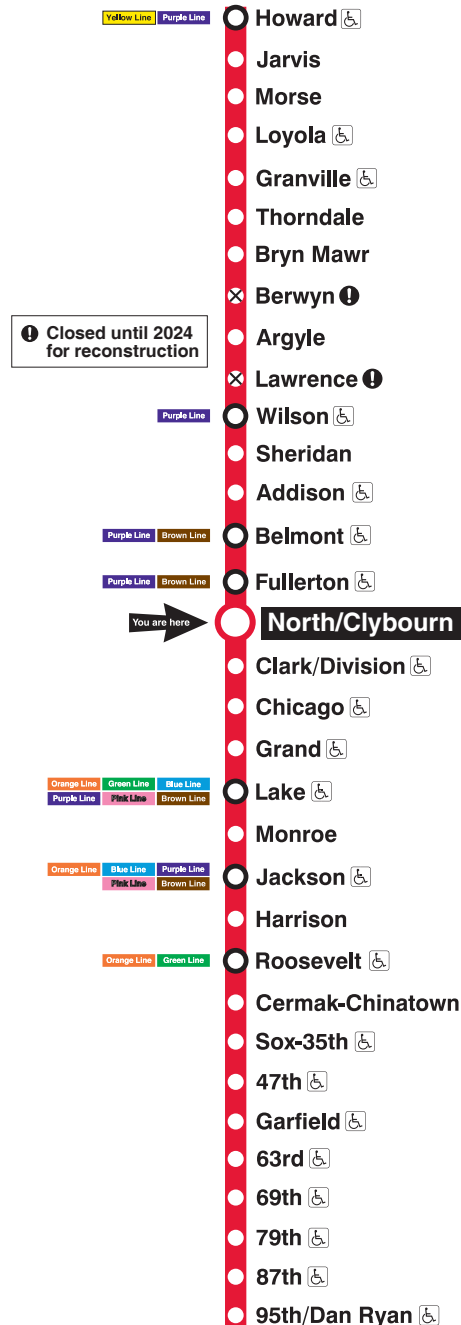 Yellow Line Purple Line Howard
Jarvis
Morse
Loyola
Granville
Thorndale
Bryn Mawr
Berwyn !
! Closed until 2024
for reconstruction
Argyle
Lawrence !
Purple Line Wilson
Sheridan
Addison
Purple Line Brown Line Belmont
Purple Line Brown Line Fullerton
You are here North/Clybourn
Clark/Division
Chicago
Grand
Orange Line Green Line Blue Line
Purple Line Pink Line Brown Line
Lake
Monroe
Orange Line Blue Line Purple Line
Pink Line Brown Line
Jackson
Harrison
Orange Line Green Line Roosevelt
Cermak-Chinatown
Sox-35th
47th
Garfield
63rd
69th
79th
87th
95th/Dan Ryan